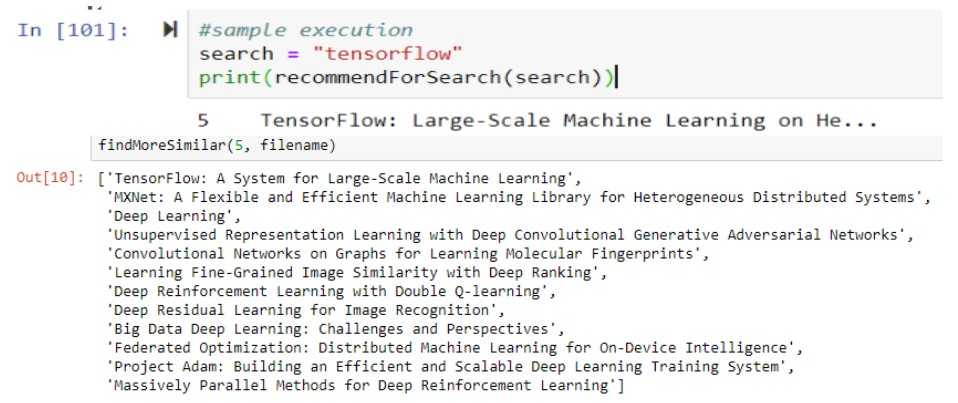 In [101]: #sample execution
search = "tensorflow"
print(recommendForSearch(search))
5 TensorFlow: Large-Scale Machine Learning on He...
findMoreSimilar(5, filename)
Out[10]: ['TensorFlow: A System for Large-Scale Machine Learning',
'MXNet: A Flexible and Efficient Machine Learning Library for Heterogeneous Distributed Systems',
'Deep Learning',
'Unsupervised Representation Learning with Deep Convolutional Generative Adversarial Networks',
'Convolutional Networks on Graphs for Learning Molecular Fingerprints',
'Learning Fine-Grained Image Similarity with Deep Ranking',
'Deep Reinforcement Learning with Double Q-learning',
'Deep Residual Learning for Image Recognition',
'Big Data Deep Learning: Challenges and Perspectives',
'Federated Optimization: Distributed Machine Learning for On-Device Intelligence',
'Project Adam: Building an Efficient and Scalable Deep Learning Training System',
'Massively Parallel Methods for Deep Reinforcement Learning']